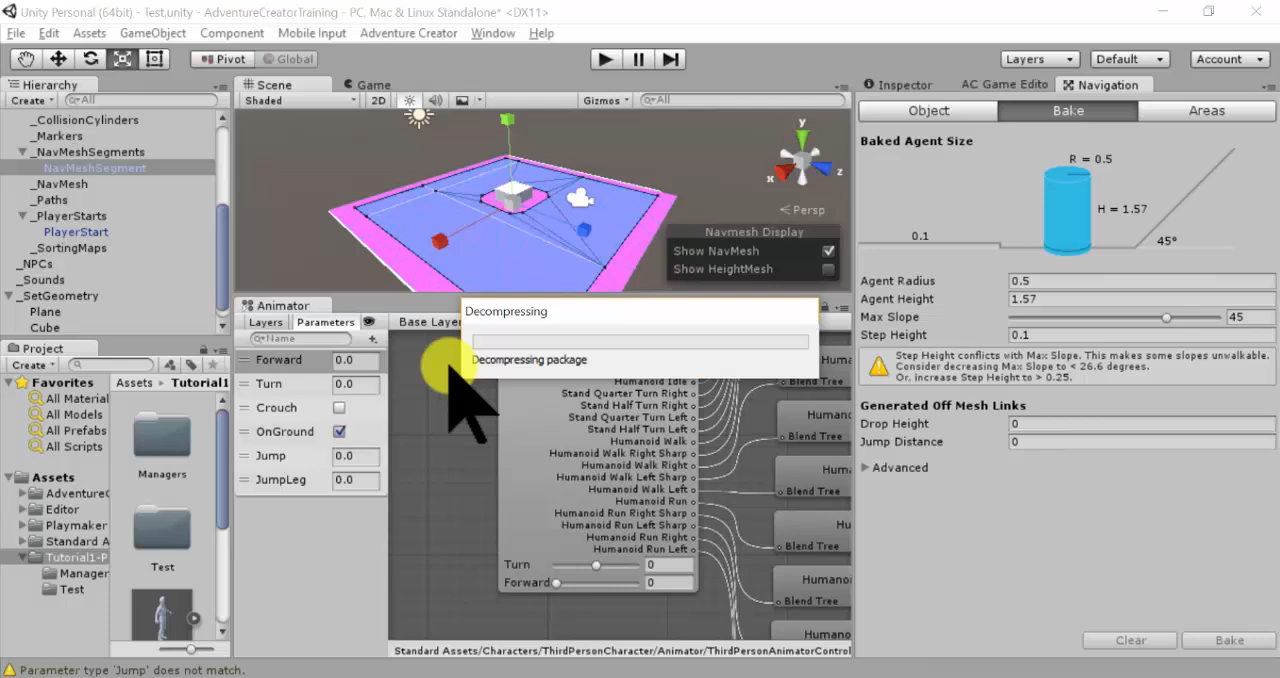 Unity Personal (64bit) - Test.unity - AdventureCreatorTraining - PC, Mac & Linux Standalone* <DX11>
File Edit Assets GameObject Component Mobile Input Adventure Creator Window Help
Pivot Global Layers Default Account
Hierarchy
Create All
_CollisionCylinders
_Markers
_NavMeshSegments
NavMeshSegment
_NavMesh
_Paths
_PlayerStarts
PlayerStart
_SortingMaps
_NPCs
_Sounds
_SetGeometry
Plane
Cube
Scene Game
Shaded 2D Gizmos All
y
x
z
Persp
Navmesh Display
Show NavMesh
Show HeightMesh
Project
Create
Favorites
All Material
All Models
All Prefabs
All Scripts
Assets
Adventure
Editor
Playmaker
Standard A
Tutorial1-P
Manager
Test
Assets Tutorial1
Managers
Test
Animator
Layers Parameters Base Layer
Name
Forward 0.0
Turn 0.0
Crouch
OnGround
Jump 0.0
JumpLeg 0.0
Decompressing
Decompressing package
Humanoid Idle
Stand Quarter Turn Right
Stand Half Turn Right
Stand Quarter Turn Left
Stand Half Turn Left
Humanoid Walk
Humanoid Walk Right Sharp
Humanoid Walk Right
Humanoid Walk Left Sharp
Humanoid Walk Left
Humanoid Run
Humanoid Run Right Sharp
Humanoid Run Left Sharp
Humanoid Run Right
Humanoid Run Left
Turn 0
Forward 0
Blend Tree
Humano
Blend Tree
Huma
Blend Tree
Hu
Blend Tree
Humano
Blend Tree
Humano
Standard Assets/Characters/ThirdPersonCharacter/Animator/ThirdPersonAnimatorControl
Inspector AC Game Edito Navigation
Object Bake Areas
Baked Agent Size
R = 0.5
H = 1.57
0.1
45°
Agent Radius 0.5
Agent Height 1.57
Max Slope 45
Step Height 0.1
Step Height conflicts with Max Slope. This makes some slopes unwalkable.
Consider decreasing Max Slope to < 26.6 degrees.
Or, increase Step Height to > 0.25.
Generated Off Mesh Links
Drop Height 0
Jump Distance 0
Advanced
Clear Bake
Parameter type 'Jump' does not match.